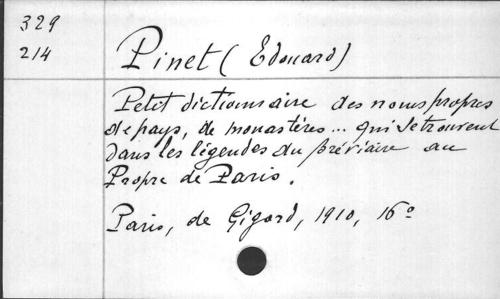 329
214
Pinet (Edouard)
Petit dictionnaire des noms propres
de pays, de monastères... qui se trouvent
dans les légendes du bréviaire au
Propre de Paris.
Paris, de Gigord, 1910, 16º